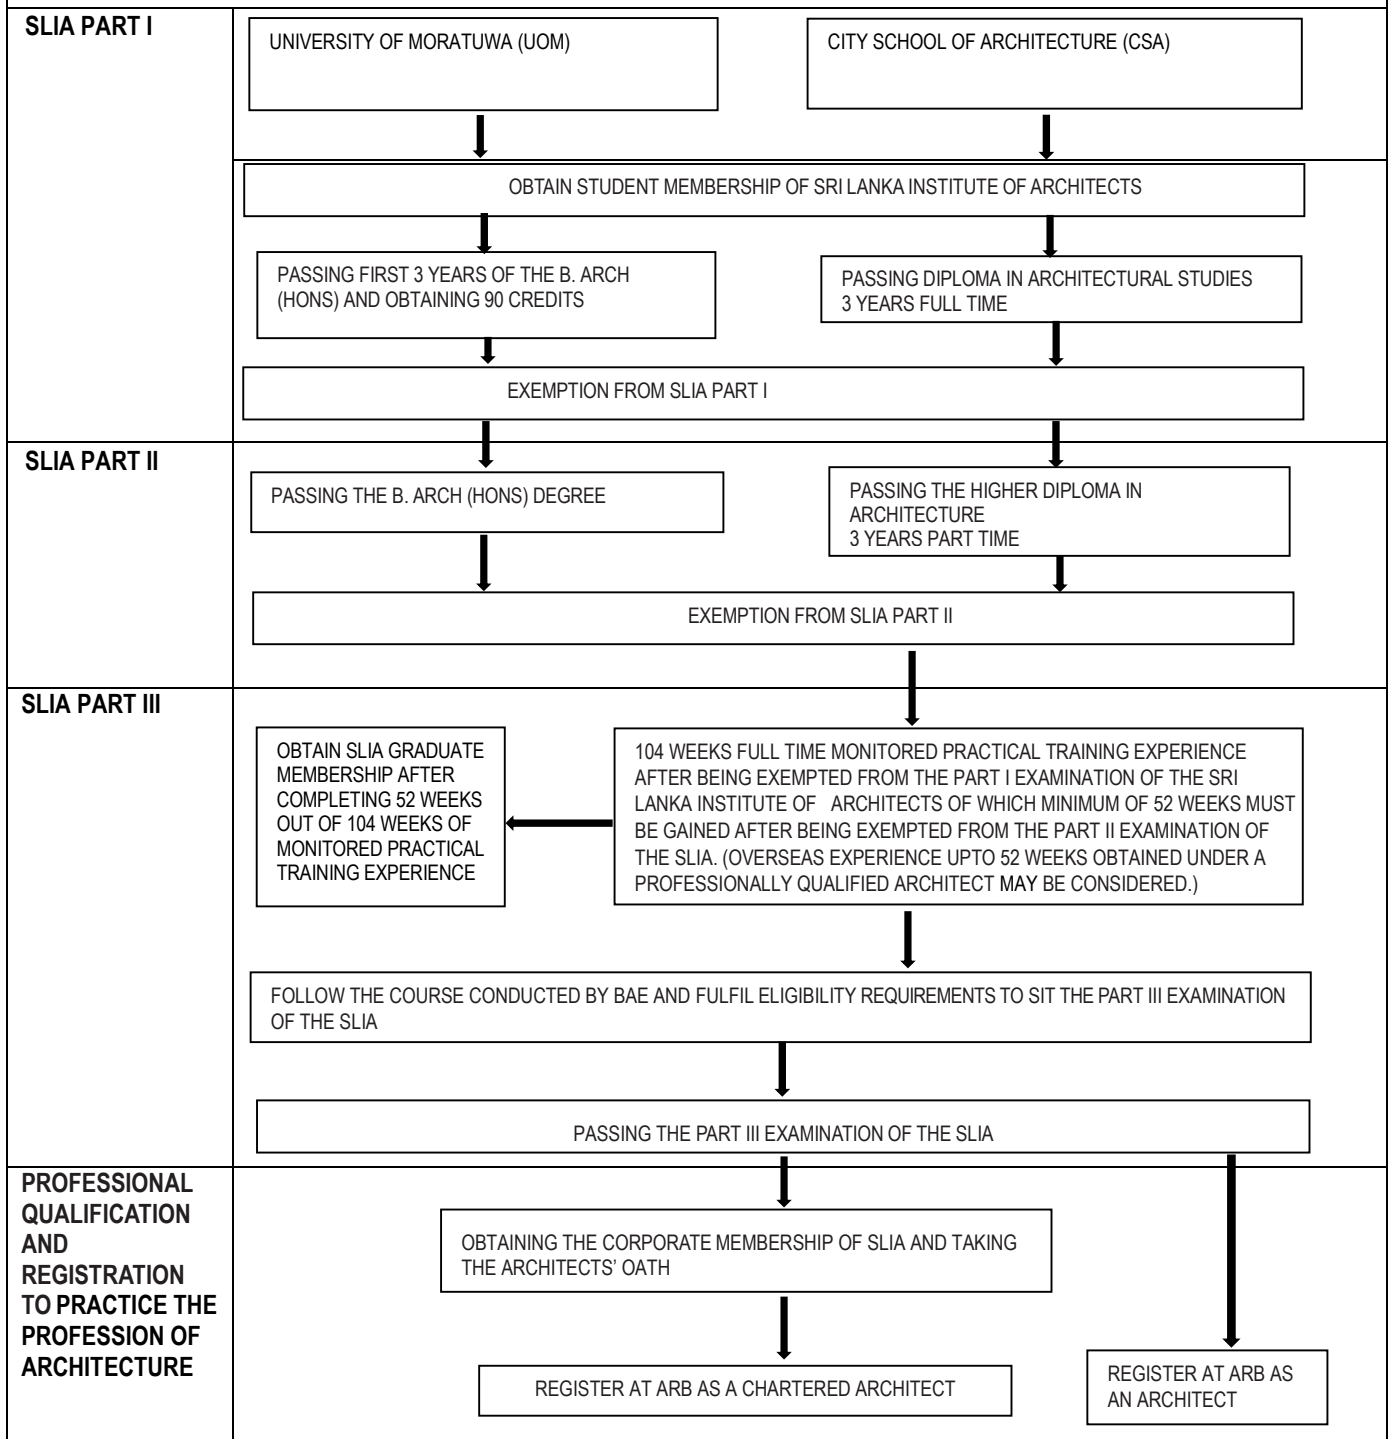 SLIA PART I
UNIVERSITY OF MORATUWA (UOM)
CITY SCHOOL OF ARCHITECTURE (CSA)
OBTAIN STUDENT MEMBERSHIP OF SRI LANKA INSTITUTE OF ARCHITECTS
PASSING FIRST 3 YEARS OF THE B. ARCH
(HONS) AND OBTAINING 90 CREDITS
PASSING DIPLOMA IN ARCHITECTURAL STUDIES
3 YEARS FULL TIME
EXEMPTION FROM SLIA PART I
SLIA PART II
PASSING THE B. ARCH (HONS) DEGREE
PASSING THE HIGHER DIPLOMA IN
ARCHITECTURE
3 YEARS PART TIME
EXEMPTION FROM SLIA PART II
SLIA PART III
OBTAIN SLIA GRADUATE
MEMBERSHIP AFTER
COMPLETING 52 WEEKS
OUT OF 104 WEEKS OF
MONITORED PRACTICAL
TRAINING EXPERIENCE
104 WEEKS FULL TIME MONITORED PRACTICAL TRAINING EXPERIENCE
AFTER BEING EXEMPTED FROM THE PART I EXAMINATION OF THE SRI
LANKA INSTITUTE OF ARCHITECTS OF WHICH MINIMUM OF 52 WEEKS MUST
BE GAINED AFTER BEING EXEMPTED FROM THE PART II EXAMINATION OF
THE SLIA. (OVERSEAS EXPERIENCE UPTO 52 WEEKS OBTAINED UNDER A
PROFESSIONALLY QUALIFIED ARCHITECT MAY BE CONSIDERED.)
FOLLOW THE COURSE CONDUCTED BY BAE AND FULFIL ELIGIBILITY REQUIREMENTS TO SIT THE PART III EXAMINATION
OF THE SLIA
PASSING THE PART III EXAMINATION OF THE SLIA
PROFESSIONAL
QUALIFICATION
AND
REGISTRATION
TO PRACTICE THE
PROFESSION OF
ARCHITECTURE
OBTAINING THE CORPORATE MEMBERSHIP OF SLIA AND TAKING
THE ARCHITECTS’ OATH
REGISTER AT ARB AS A CHARTERED ARCHITECT
REGISTER AT ARB AS
AN ARCHITECT